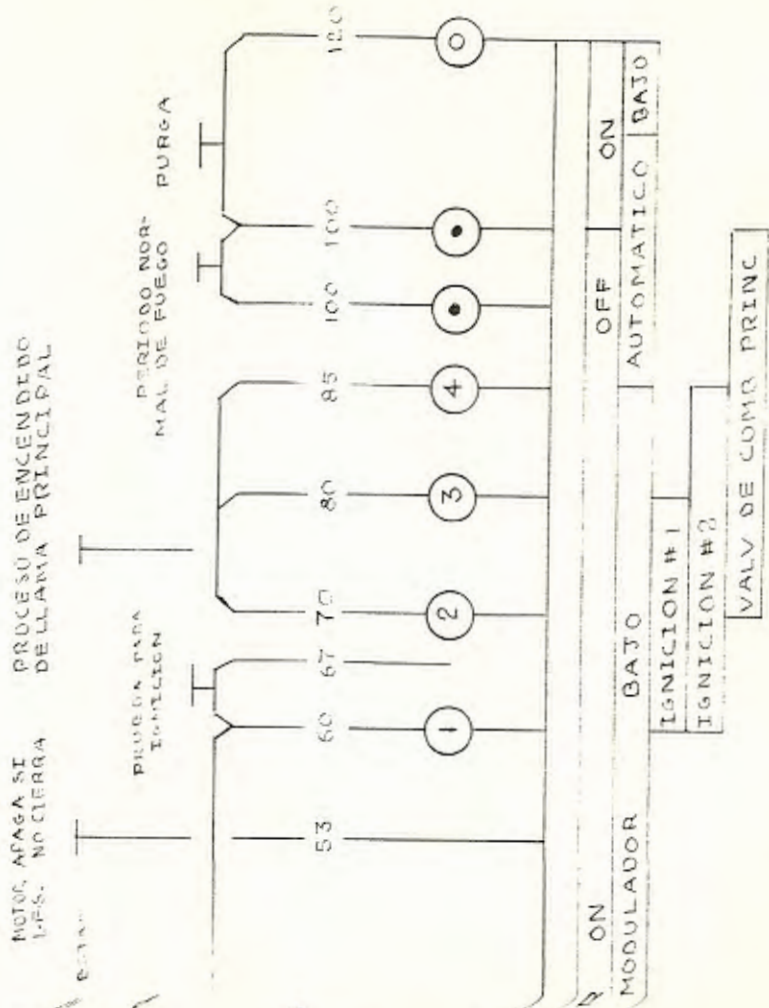 MOTOR, APAGA SI
L.F.S. NO CIERRA
PROCESO DE ENCENDIDO
DE LLAMA PRINCIPAL
PRUEBA PARA
IGNICION
PERIODO NOR-
MAL DE FUEGO
PURGA
53
60
67
70
80
85
100
100
120
1
2
3
4
•
•
0
ON
OFF
ON
MODULADOR
BAJO
AUTOMATICO
BAJO
IGNICION #1
IGNICION #2
VALV DE COMB PRINC